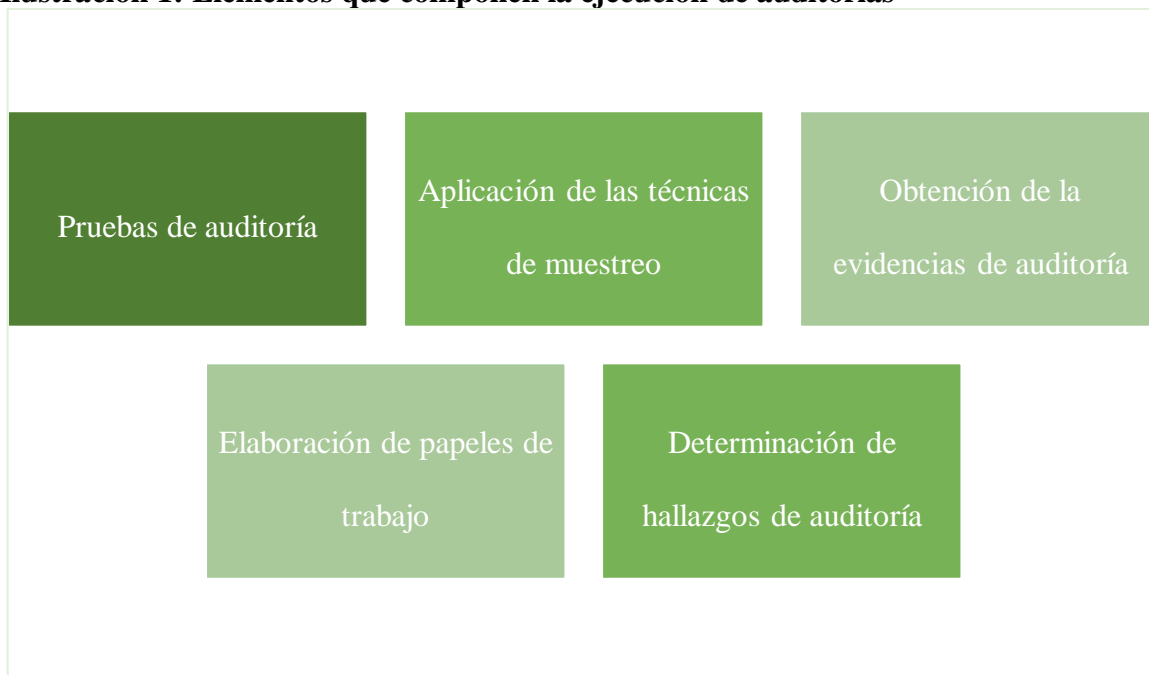 Ilustración 1: Elementos que componen la ejecución de auditorías
Pruebas de auditoría
Aplicación de las técnicas
de muestreo
Obtención de la
evidencias de auditoría
Elaboración de papeles de
trabajo
Determinación de
hallazgos de auditoría